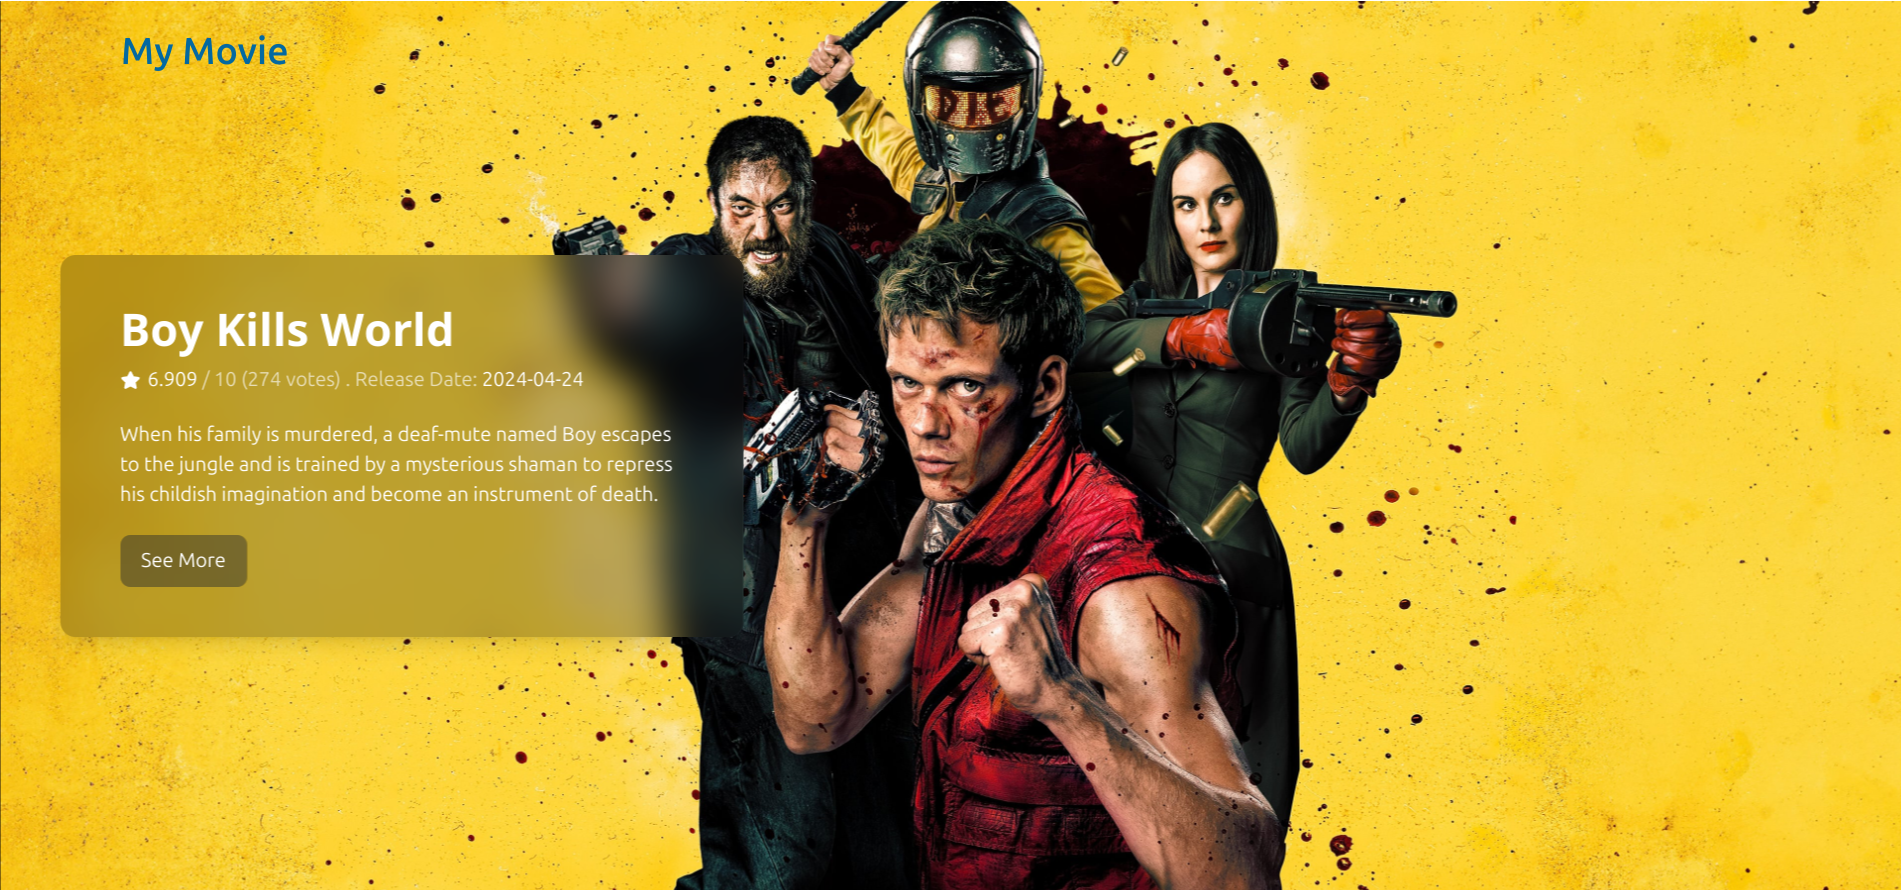 My Movie
DIE
Boy Kills World
6.909 / 10 (274 votes) . Release Date: 2024-04-24
When his family is murdered, a deaf-mute named Boy escapes
to the jungle and is trained by a mysterious shaman to repress
his childish imagination and become an instrument of death.
See More